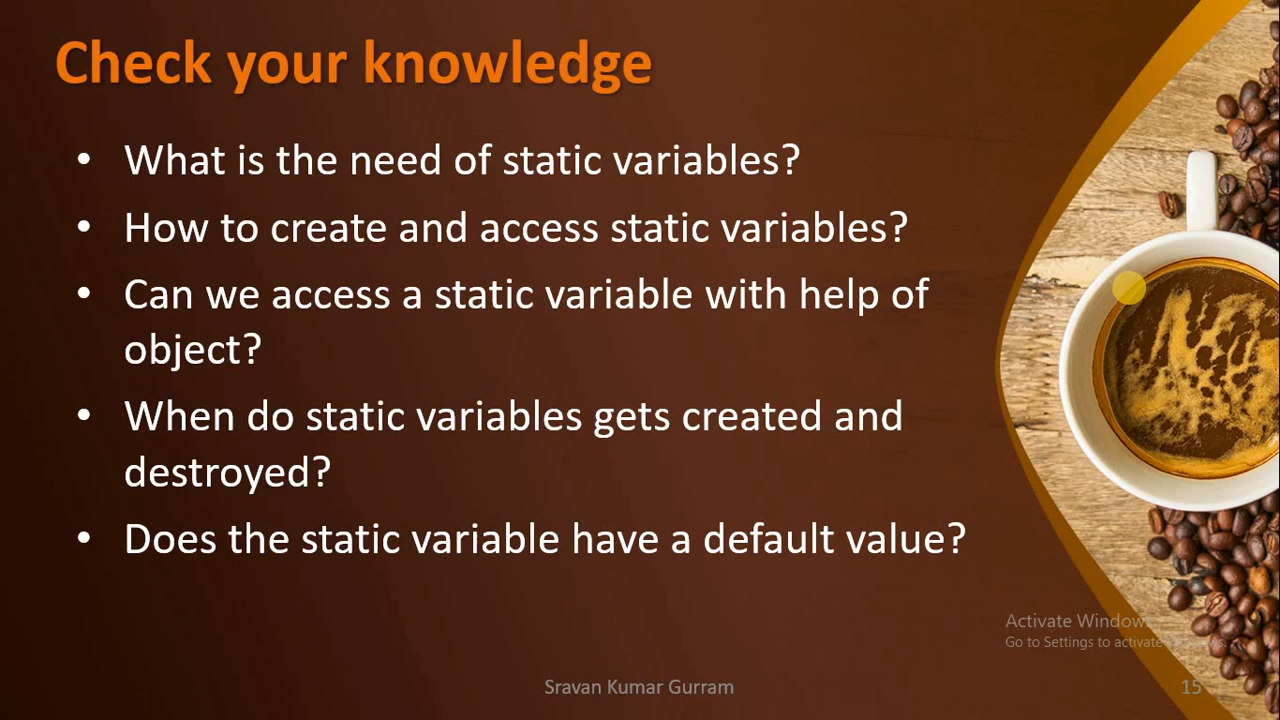 Check your knowledge
• What is the need of static variables?
• How to create and access static variables?
• Can we access a static variable with help of
object?
• When do static variables gets created and
destroyed?
• Does the static variable have a default value?
Activate Windows
Go to Settings to activate Windows.
Sravan Kumar Gurram
15